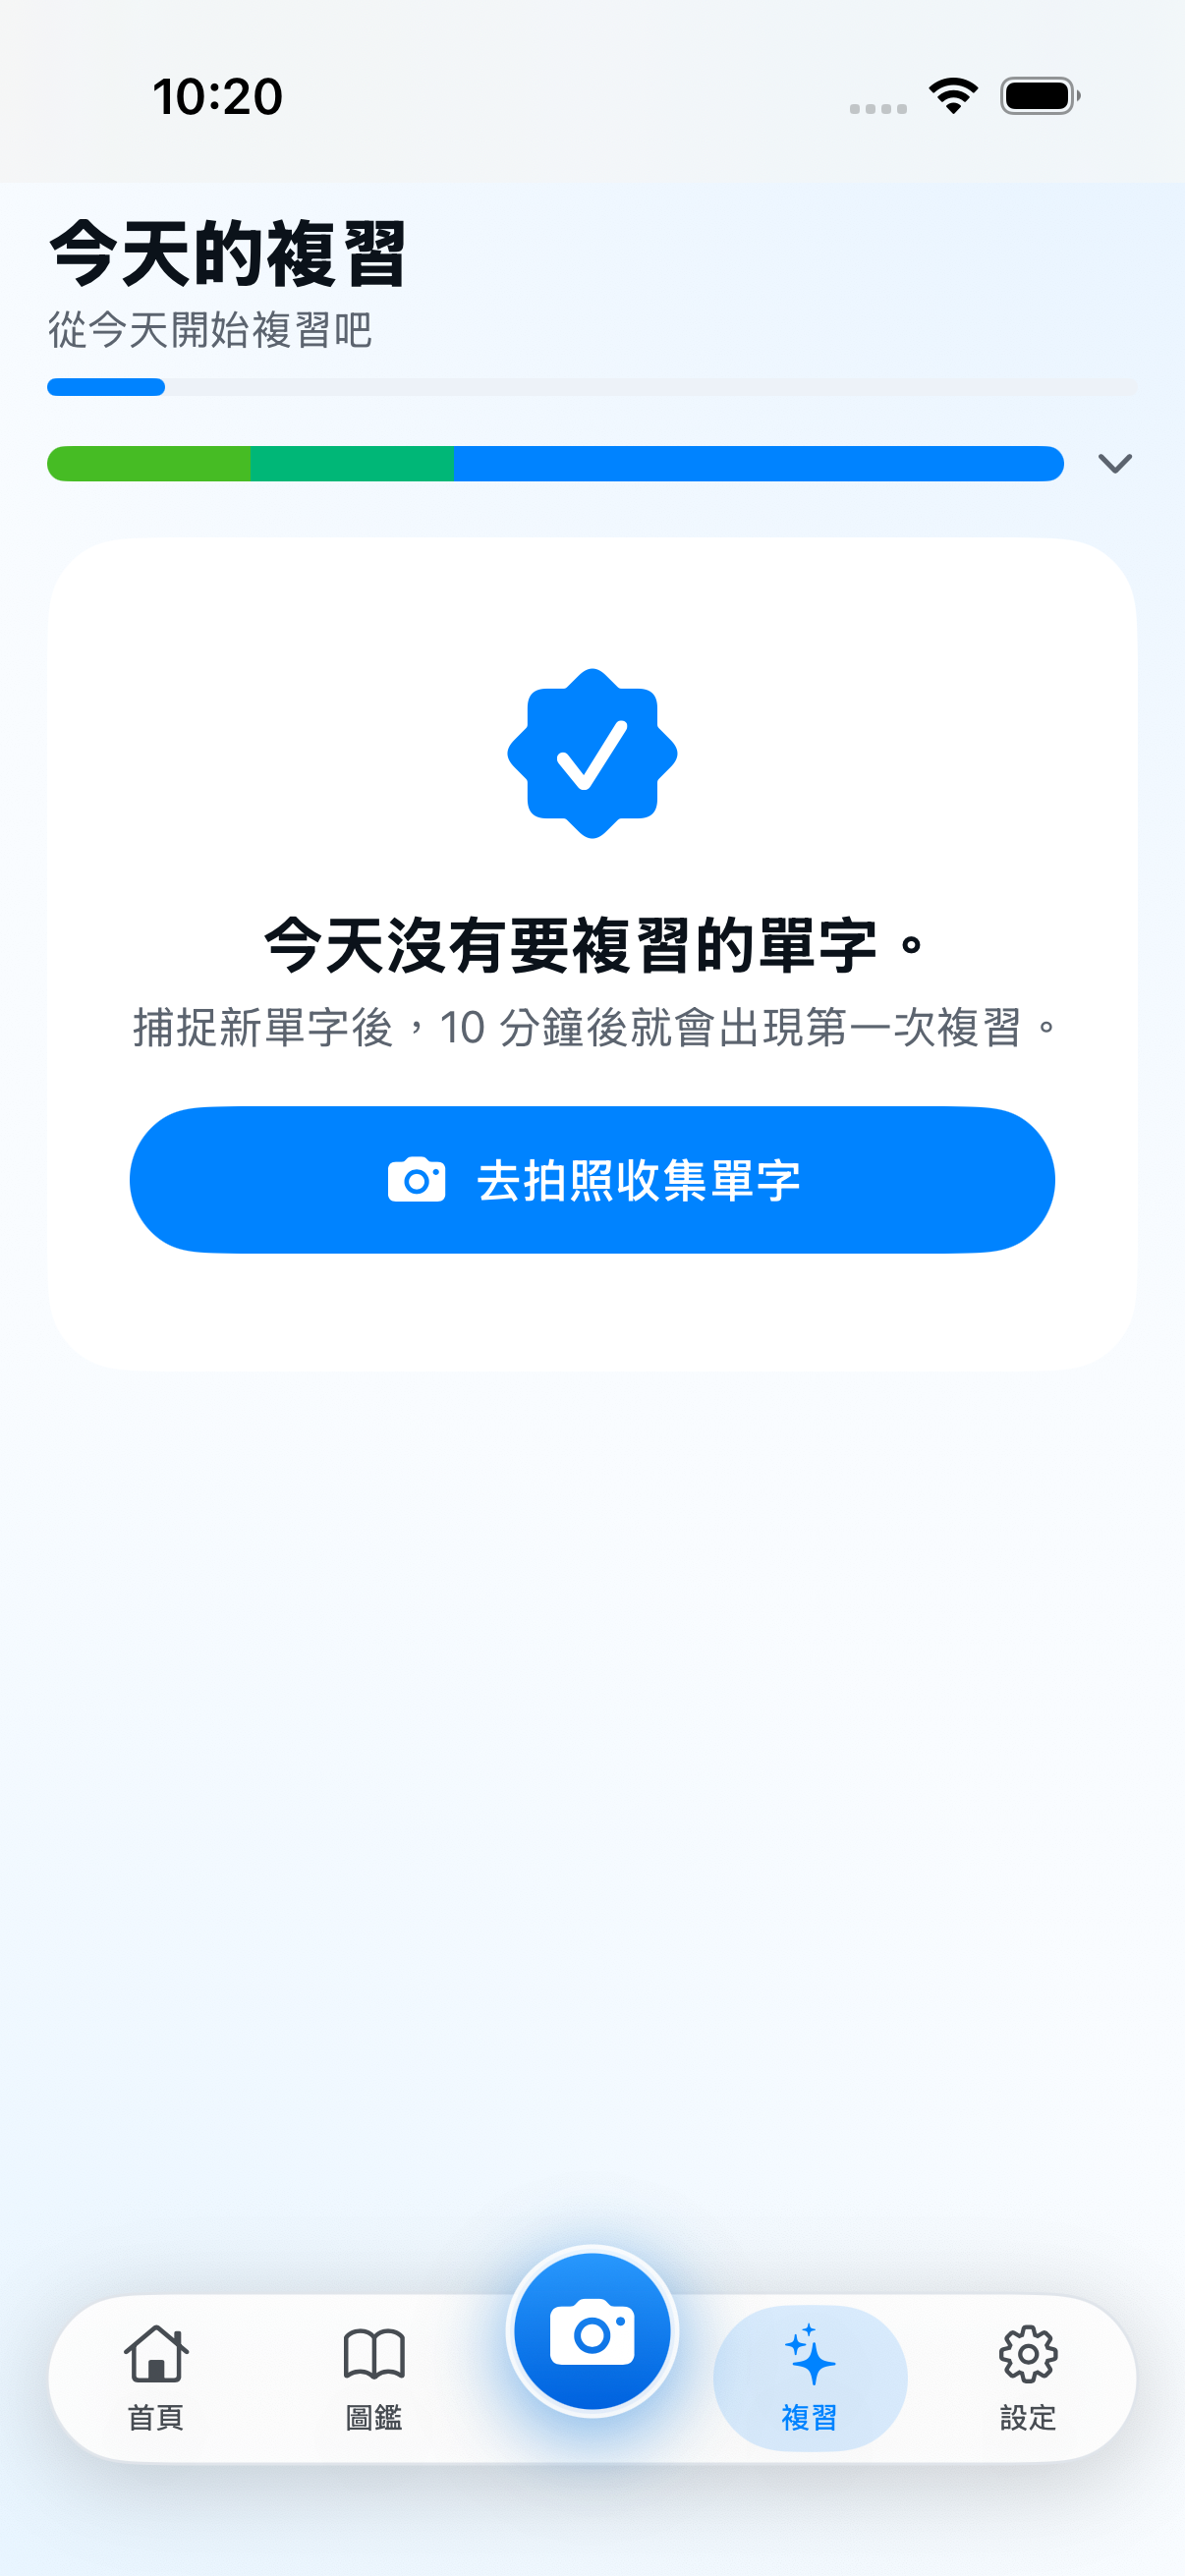 10:20
今天的複習
從今天開始複習吧
今天沒有要複習的單字。
捕捉新單字後，10 分鐘後就會出現第一次複習。
去拍照收集單字
首頁
圖鑑
複習
設定